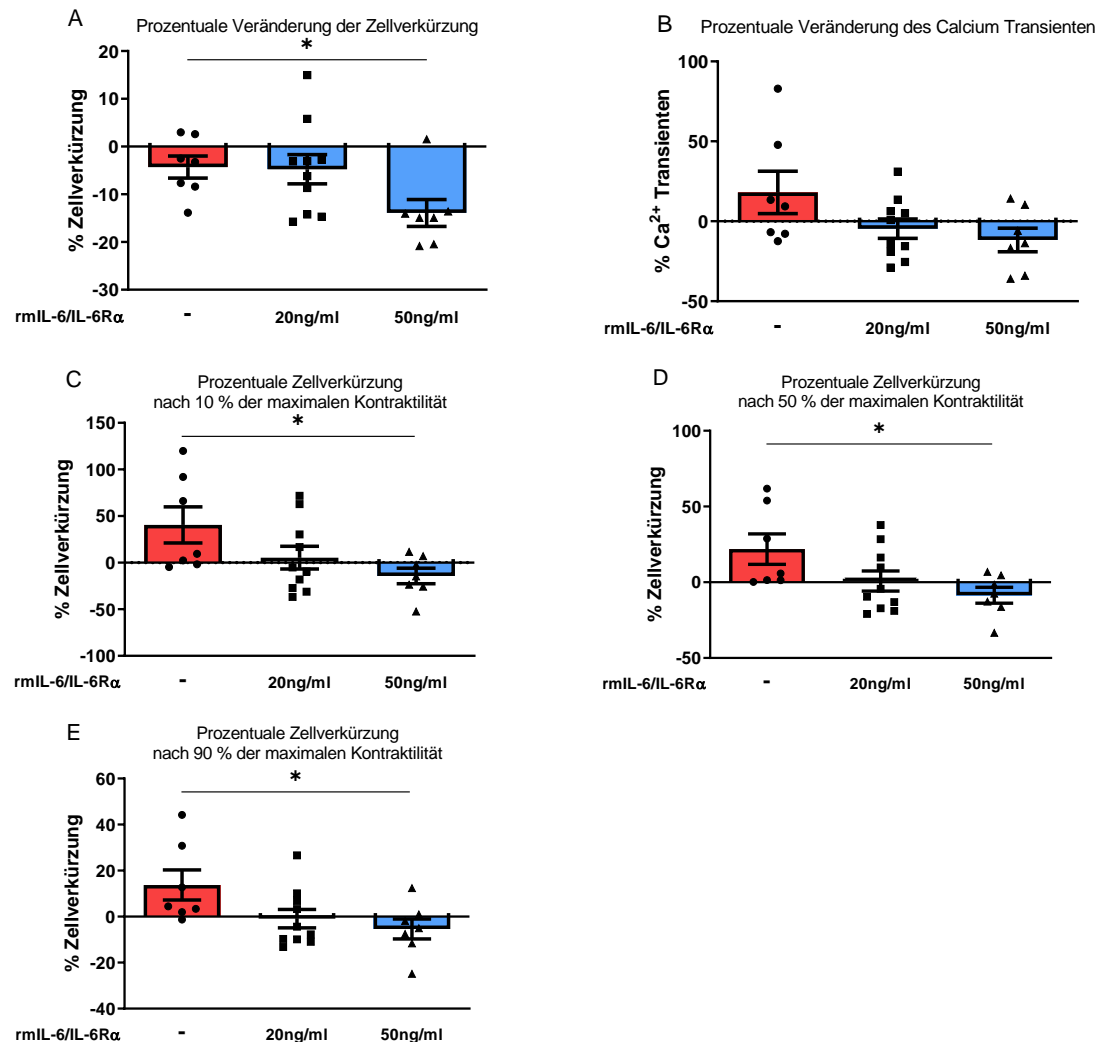 A
Prozentuale Veränderung der Zellverkürzung
*
20
10
0
-10
-20
-30
% Zellverkürzung
rmIL-6/IL-6Rα - 20ng/ml 50ng/ml
B
Prozentuale Veränderung des Calcium Transienten
100
50
0
-50
% Ca²⁺ Transienten
rmIL-6/IL-6Rα - 20ng/ml 50ng/ml
C
Prozentuale Zellverkürzung
nach 10 % der maximalen Kontraktilität
*
150
100
50
0
-50
-100
% Zellverkürzung
rmIL-6/IL-6Rα - 20ng/ml 50ng/ml
D
Prozentuale Zellverkürzung
nach 50 % der maximalen Kontraktilität
*
100
50
0
-50
% Zellverkürzung
rmIL-6/IL-6Rα - 20ng/ml 50ng/ml
E
Prozentuale Zellverkürzung
nach 90 % der maximalen Kontraktilität
*
60
40
20
0
-20
-40
% Zellverkürzung
rmIL-6/IL-6Rα - 20ng/ml 50ng/ml